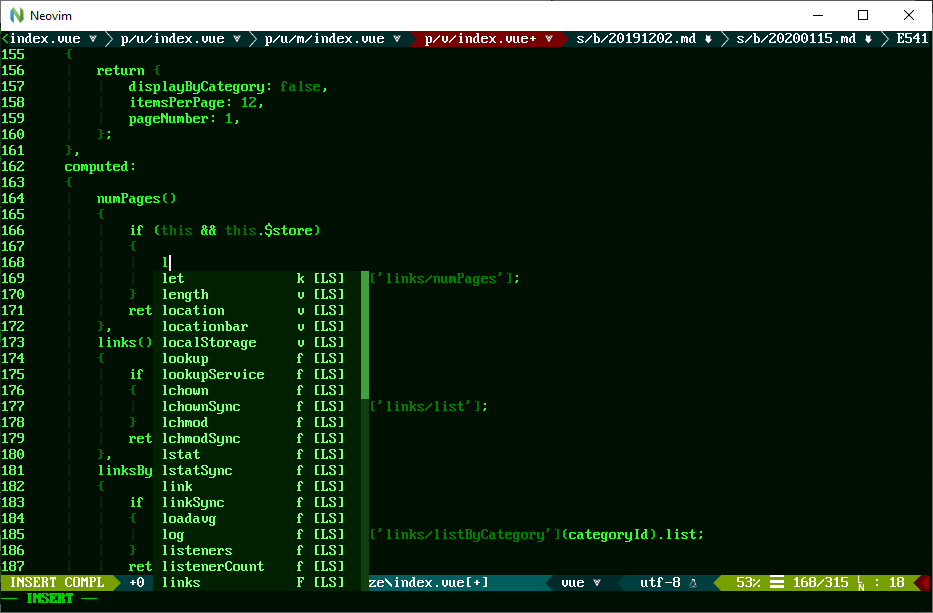 Neovim
<index.vue ▼ > p/u/index.vue ▼ > p/u/m/index.vue ▼ p/v/index.vue+ ▼ s/b/20191202.md > s/b/20200115.md > E541
155 {
156 return {
157 displayByCategory: false,
158 itemsPerPage: 12,
159 pageNumber: 1,
160 };
161 },
162 computed:
163 {
164 numPages()
165 {
166 if (this && this.$store)
167 {
168 l
169 let k [LS] ['links/numPages'];
170 } length v [LS]
171 ret location v [LS]
172 }, locationbar v [LS]
173 links() localStorage v [LS]
174 { lookup f [LS]
175 if lookupService f [LS]
176 { lchown f [LS]
177 lchownSync f [LS] ['links/list'];
178 } lchmod f [LS]
179 ret lchmodSync f [LS]
180 }, lstat f [LS]
181 linksBy lstatSync f [LS]
182 { link f [LS]
183 if linkSync f [LS]
184 { loadavg f [LS]
185 log f [LS] ['links/listByCategory'](categoryId).list;
186 } listeners f [LS]
187 ret listenerCount f [LS]
INSERT COMPL +0 links F [LS] ze\index.vue[+] vue ▼ utf-8 53% ☰ 168/315 LN : 18
-- INSERT --